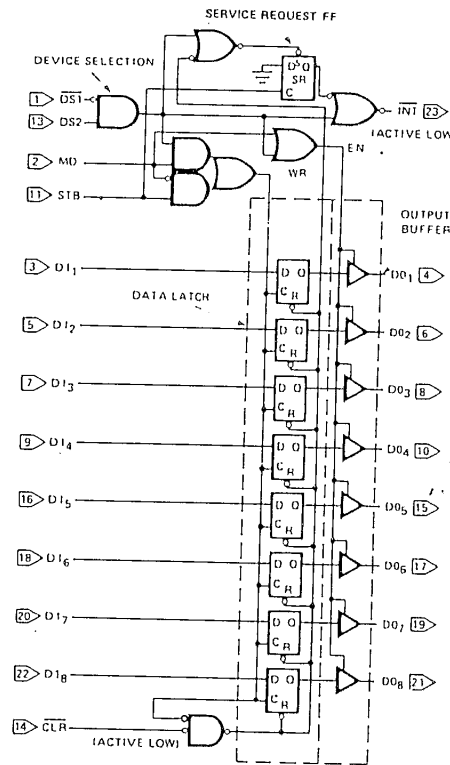 SERVICE REQUEST FF
DEVICE SELECTION
D S Q
SR
C
1 DS1
13 DS2
INT 23
(ACTIVE LOW)
2 MD
EN
WR
11 STB
OUTPUT
BUFFER
3 DI1
D Q
C R
DO1 4
DATA LATCH
5 DI2
D Q
C R
DO2 6
7 DI3
D Q
C R
DO3 8
9 DI4
D Q
C R
DO4 10
16 DI5
D Q
C R
DO5 15
18 DI6
D Q
C R
DO6 17
20 DI7
D Q
C R
DO7 19
22 DI8
D Q
C R
DO8 21
14 CLR
(ACTIVE LOW)